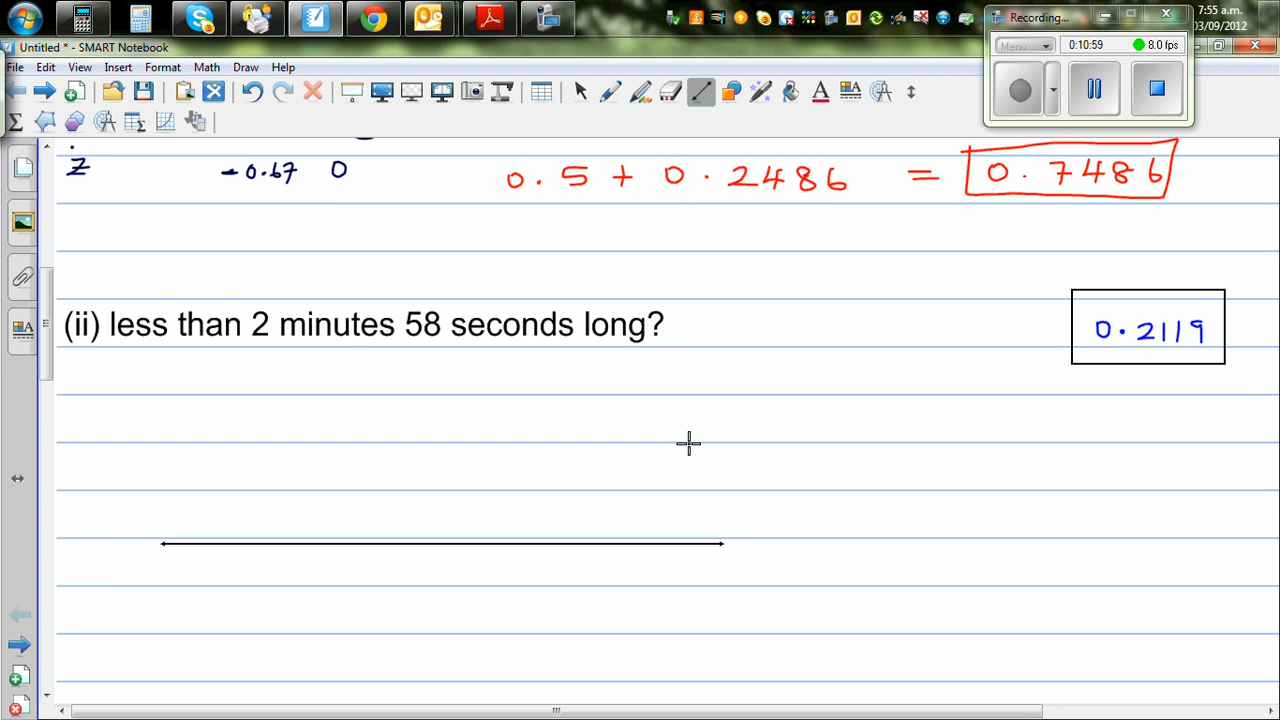 7:55 a.m.
Recording...
03/09/2012
Untitled * - SMART Notebook
Menu
0:10:59
8.0 fps
File Edit View Insert Format Math Draw Help
z -0.67 0
0.5 + 0.2486 = 0.7486
(ii) less than 2 minutes 58 seconds long?
0.2119